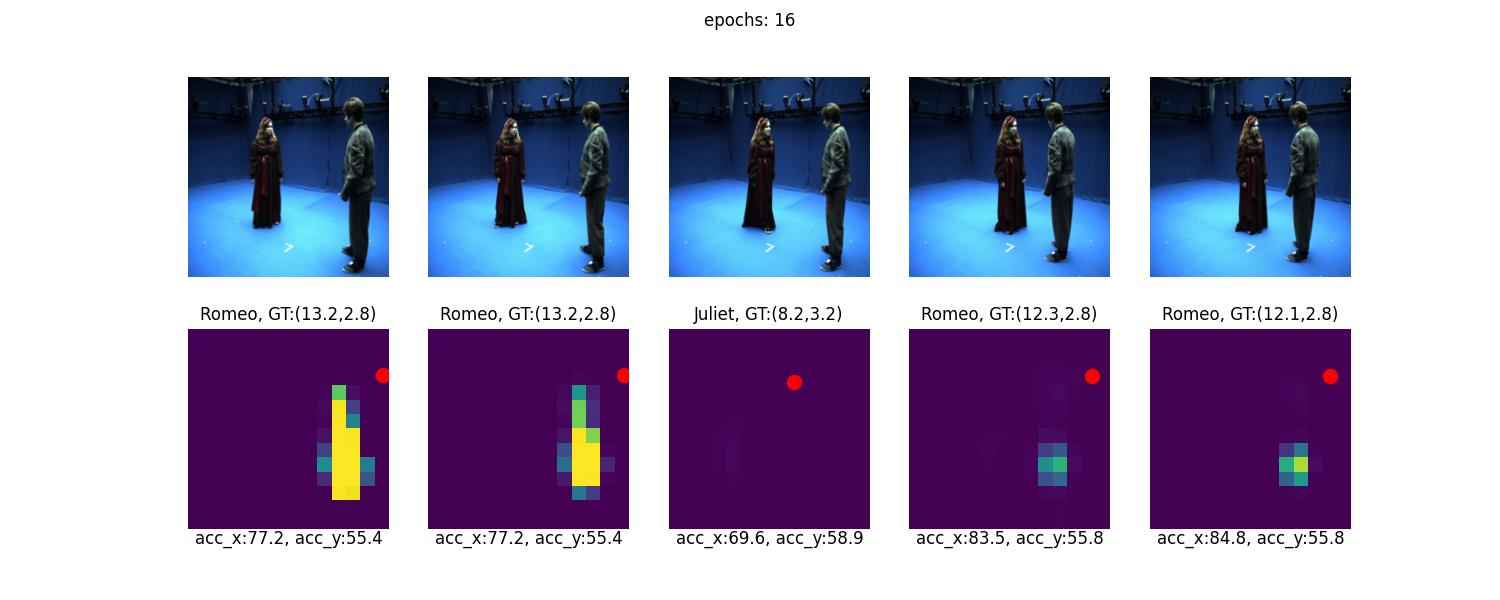 epochs: 16
Romeo, GT:(13.2,2.8)
Romeo, GT:(13.2,2.8)
Juliet, GT:(8.2,3.2)
Romeo, GT:(12.3,2.8)
Romeo, GT:(12.1,2.8)
acc_x:77.2, acc_y:55.4
acc_x:77.2, acc_y:55.4
acc_x:69.6, acc_y:58.9
acc_x:83.5, acc_y:55.8
acc_x:84.8, acc_y:55.8